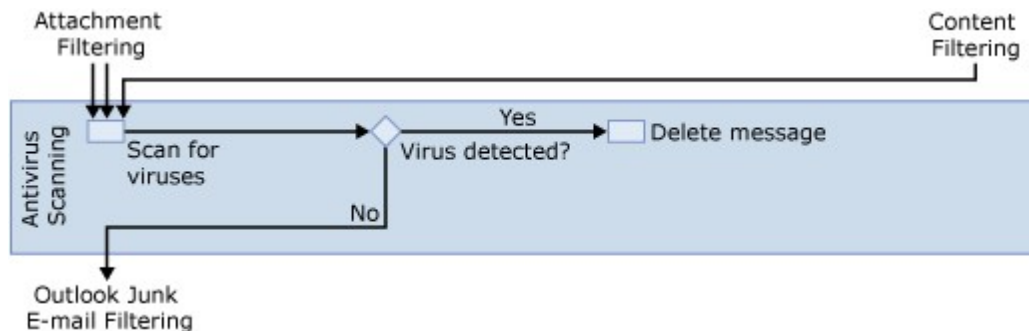 Attachment
Filtering
Content
Filtering
Antivirus
Scanning
Scan for
viruses
Virus detected?
Yes
Delete message
No
Outlook Junk
E-mail Filtering